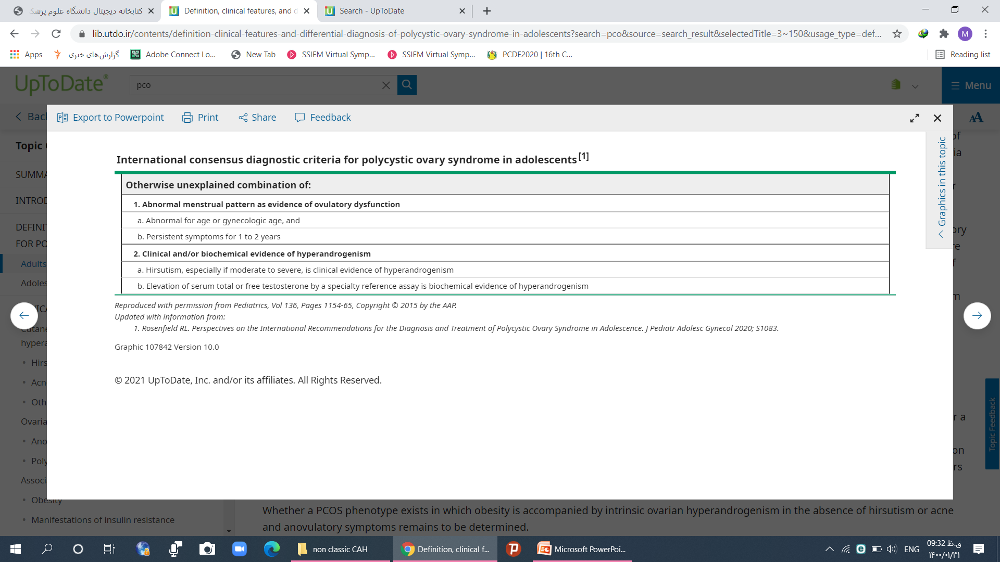 کتابخانه دیجیتال دانشگاه علوم پزشک
Definition, clinical features, and d
Search - UpToDate
lib.utdo.ir/contents/definition-clinical-features-and-differential-diagnosis-of-polycystic-ovary-syndrome-in-adolescents?search=pco&source=search_result&selectedTitle=3~150&usage_type=def...
M
Apps
گزارش‌های خبری
Adobe Connect Lo...
New Tab
SSIEM Virtual Symp...
SSIEM Virtual Symp...
PCDE2020 | 16th C...
Reading list
UpToDate®
pco
Menu
Back
Export to Powerpoint
Print
Share
Feedback
AA
Topic
SUMMA
INTROD
DEFINIT
FOR PO
Adults
Adoles
ICA
Cutane
hypera
Hirs
Acn
Oth
Ovaria
Ano
Poly
Associ
Obesity
Manifestations of insulin resistance
International consensus diagnostic criteria for polycystic ovary syndrome in adolescents[1]
Otherwise unexplained combination of:
1. Abnormal menstrual pattern as evidence of ovulatory dysfunction
a. Abnormal for age or gynecologic age, and
b. Persistent symptoms for 1 to 2 years
2. Clinical and/or biochemical evidence of hyperandrogenism
a. Hirsutism, especially if moderate to severe, is clinical evidence of hyperandrogenism
b. Elevation of serum total or free testosterone by a specialty reference assay is biochemical evidence of hyperandrogenism
Reproduced with permission from Pediatrics, Vol 136, Pages 1154-65, Copyright © 2015 by the AAP.
Updated with information from:
1. Rosenfield RL. Perspectives on the International Recommendations for the Diagnosis and Treatment of Polycystic Ovary Syndrome in Adolescence. J Pediatr Adolesc Gynecol 2020; S1083.
Graphic 107842 Version 10.0
© 2021 UpToDate, Inc. and/or its affiliates. All Rights Reserved.
Graphics in this topic
of
ia
r
ory
re
f
m
r a
on
rs
Topic Feedback
Whether a PCOS phenotype exists in which obesity is accompanied by intrinsic ovarian hyperandrogenism in the absence of hirsutism or acne
and anovulatory symptoms remains to be determined.
non classic CAH
Definition, clinical f...
Microsoft PowerPoi...
ENG
09:32 ق.ظ
۱۴۰۰/۰۱/۳۱